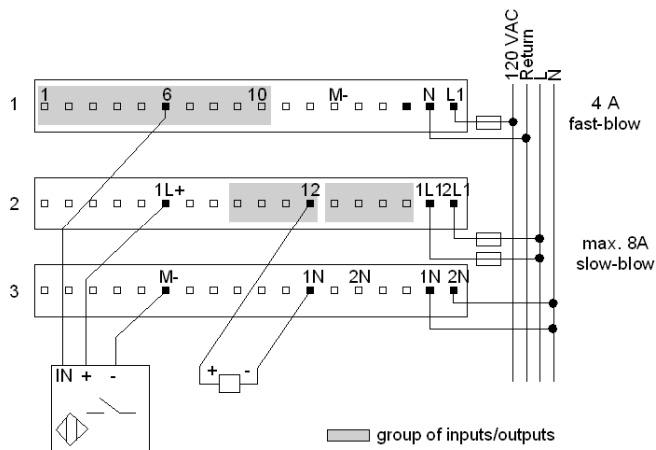 120 VAC
Return
L
N
1 6 10 M- N L1
1
4 A
fast-blow
1L+ 12 1L1 2L1
2
max. 8A
slow-blow
M- 1N 2N 1N 2N
3
IN + -
+ -
group of inputs/outputs